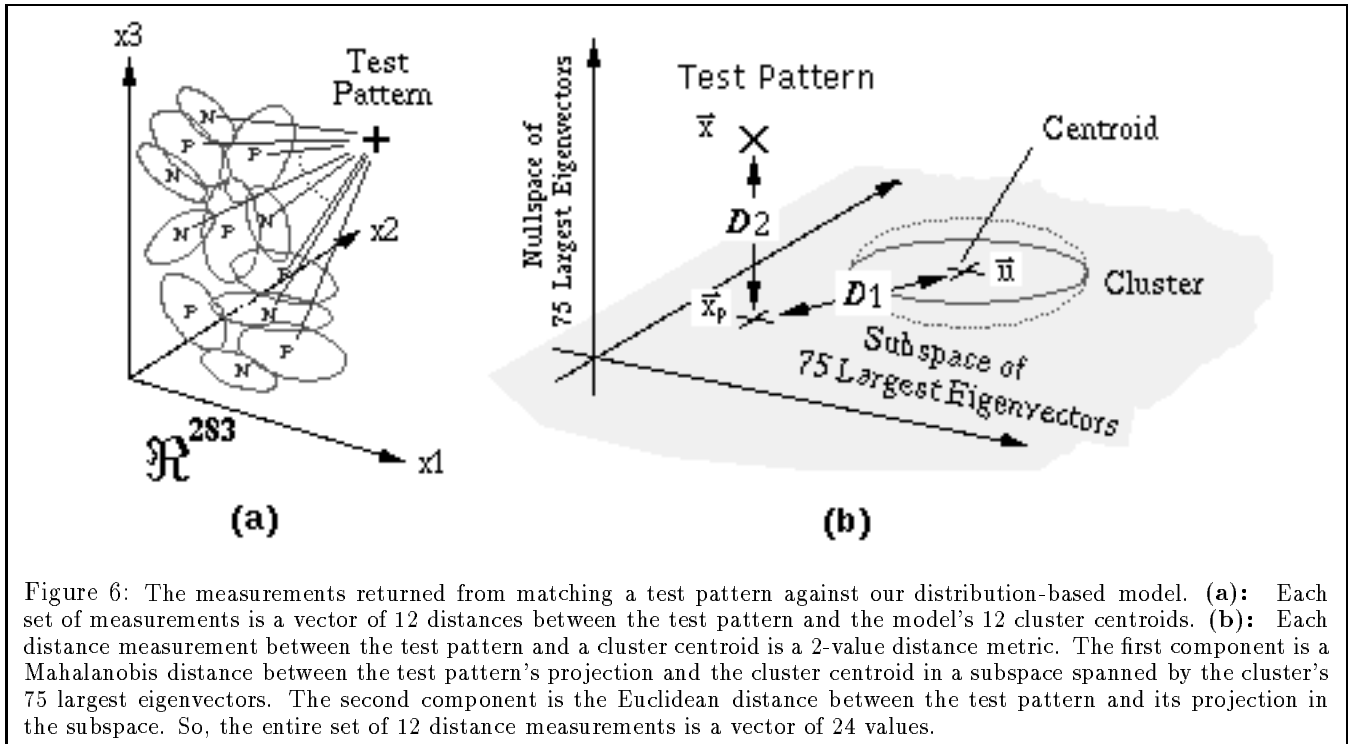 x3
Test
Pattern
N
P
P
N
N
P
N
x2
P
P
N
P
N
ℜ^283
x1
(a)
Nullspace of
75 Largest Eigenvectors
Test Pattern
x⃗
Centroid
D2
u⃗
x⃗p
D1
Cluster
Subspace of
75 Largest Eigenvectors
(b)
Figure 6: The measurements returned from matching a test pattern against our distribution-based model. (a): Each
set of measurements is a vector of 12 distances between the test pattern and the model's 12 cluster centroids. (b): Each
distance measurement between the test pattern and a cluster centroid is a 2-value distance metric. The first component is a
Mahalanobis distance between the test pattern's projection and the cluster centroid in a subspace spanned by the cluster's
75 largest eigenvectors. The second component is the Euclidean distance between the test pattern and its projection in
the subspace. So, the entire set of 12 distance measurements is a vector of 24 values.